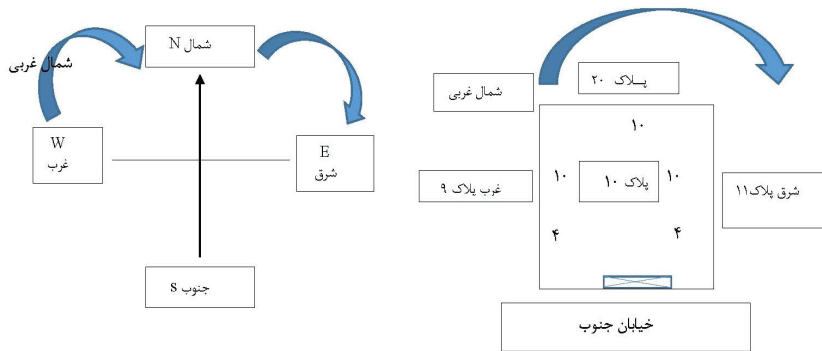 شمال N
شمال غربی
W
غرب
E
شرق
جنوب s
پــلاک ۲۰
شمال غربی
۱۰
پلاک ۱۰
۱۰
۱۰
غرب پلاک ۹
شرق پلاک۱۱
۴
۴
خیابان جنوب